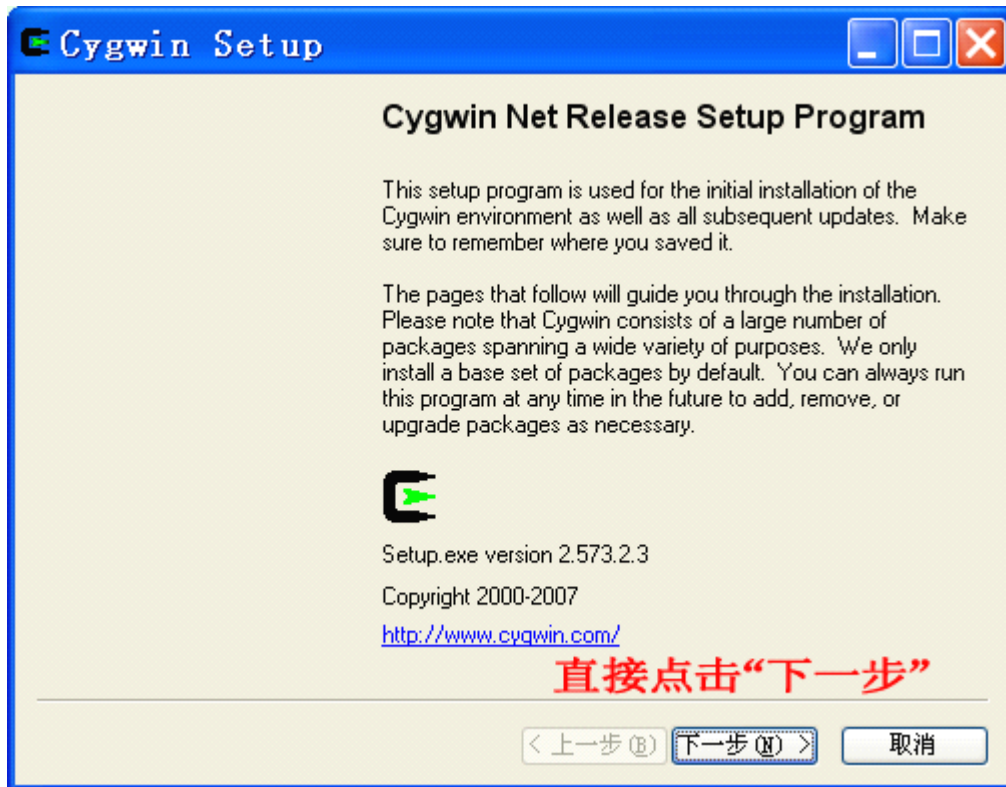 Cygwin Setup
Cygwin Net Release Setup Program
This setup program is used for the initial installation of the
Cygwin environment as well as all subsequent updates.  Make
sure to remember where you saved it.
The pages that follow will guide you through the installation.
Please note that Cygwin consists of a large number of
packages spanning a wide variety of purposes.  We only
install a base set of packages by default.  You can always run
this program at any time in the future to add, remove, or
upgrade packages as necessary.
Setup.exe version 2.573.2.3
Copyright 2000-2007
http://www.cygwin.com/
直接点击“下一步”
< 上一步(B) 下一步(N) > 取消